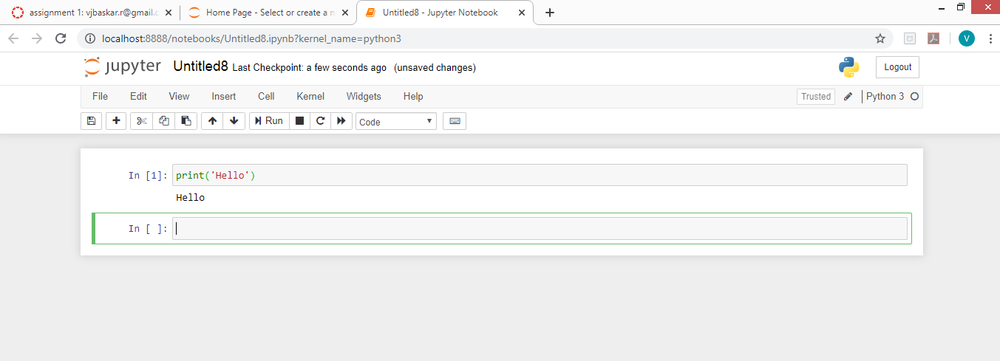 assignment 1: vjbaskar.r@gmail.c
Home Page - Select or create a n
Untitled8 - Jupyter Notebook
localhost:8888/notebooks/Untitled8.ipynb?kernel_name=python3
V
jupyter Untitled8 Last Checkpoint: a few seconds ago (unsaved changes)
Logout
File Edit View Insert Cell Kernel Widgets Help
Trusted Python 3
Run Code
In [1]: print('Hello')
Hello
In [ ]: